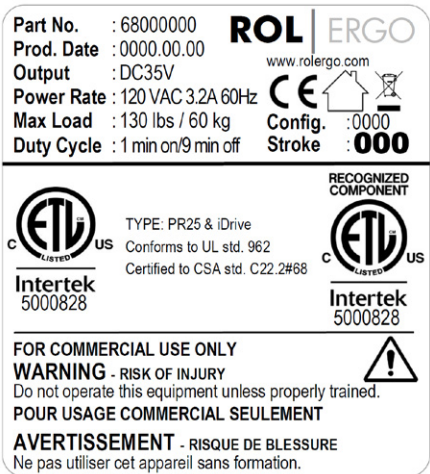 Part No. : 68000000
ROL ERGO
Prod. Date : 0000.00.00
www.rolergo.com
Output : DC35V
Power Rate : 120 VAC 3.2A 60Hz
CE
Max Load : 130 lbs / 60 kg
Config. :0000
Duty Cycle : 1 min on/9 min off
Stroke :000
RECOGNIZED
COMPONENT
C ETL CM US
LISTED
Intertek
5000828
TYPE: PR25 & iDrive
Conforms to UL std. 962
Certified to CSA std. C22.2#68
C ETL CM US
LISTED
Intertek
5000828
FOR COMMERCIAL USE ONLY
WARNING - RISK OF INJURY
Do not operate this equipment unless properly trained.
POUR USAGE COMMERCIAL SEULEMENT
AVERTISSEMENT - RISQUE DE BLESSURE
Ne pas utiliser cet appareil sans formation.